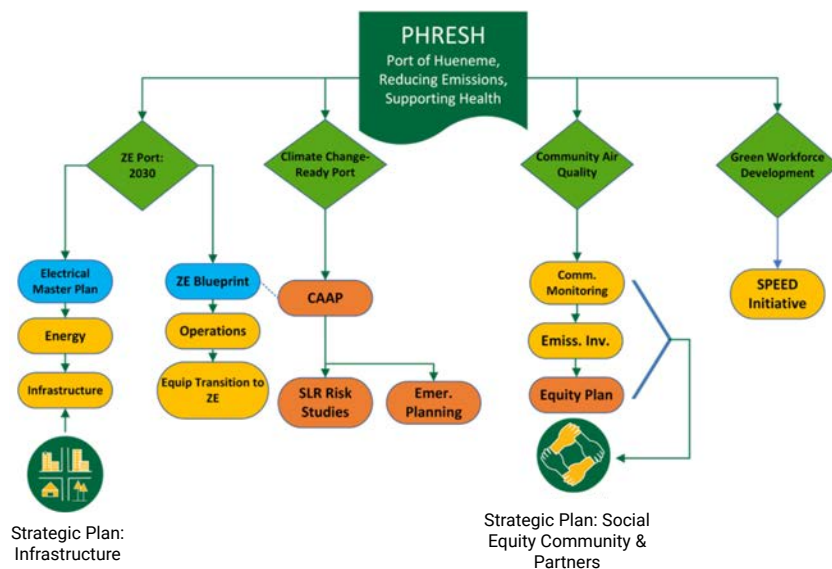 PHRESH
Port of Hueneme,
Reducing Emissions,
Supporting Health
ZE Port:
2030
Climate Change-
Ready Port
Community Air
Quality
Green Workforce
Development
Electrical
Master Plan
ZE Blueprint
CAAP
Comm.
Monitoring
SPEED
Initiative
Energy
Operations
Emiss. Inv.
Infrastructure
Equip Transition to
ZE
SLR Risk
Studies
Emer.
Planning
Equity Plan
Strategic Plan:
Infrastructure
Strategic Plan: Social
Equity Community &
Partners